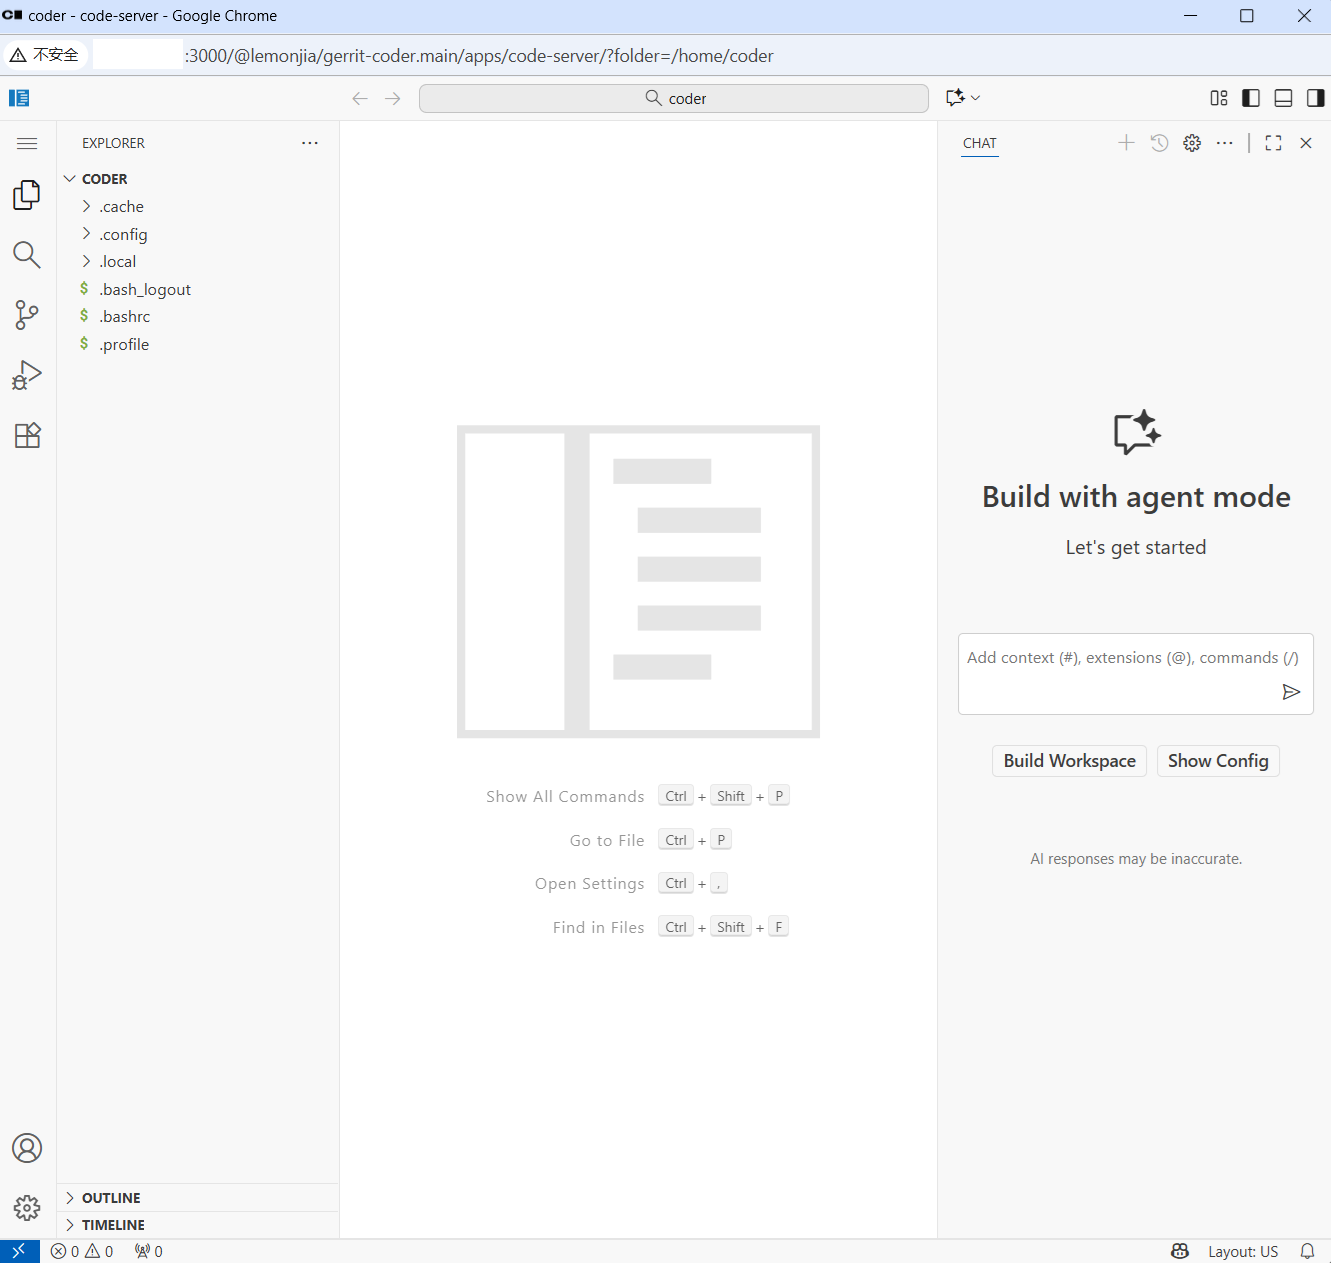 coder - code-server - Google Chrome
不安全 :3000/@lemonjia/gerrit-coder.main/apps/code-server/?folder=/home/coder
coder
EXPLORER
CODER
.cache
.config
.local
$ .bash_logout
$ .bashrc
$ .profile
OUTLINE
TIMELINE
Show All Commands Ctrl + Shift + P
Go to File Ctrl + P
Open Settings Ctrl + ,
Find in Files Ctrl + Shift + F
CHAT
Build with agent mode
Let's get started
Add context (#), extensions (@), commands (/)
Build Workspace Show Config
AI responses may be inaccurate.
0 0 0 Layout: US